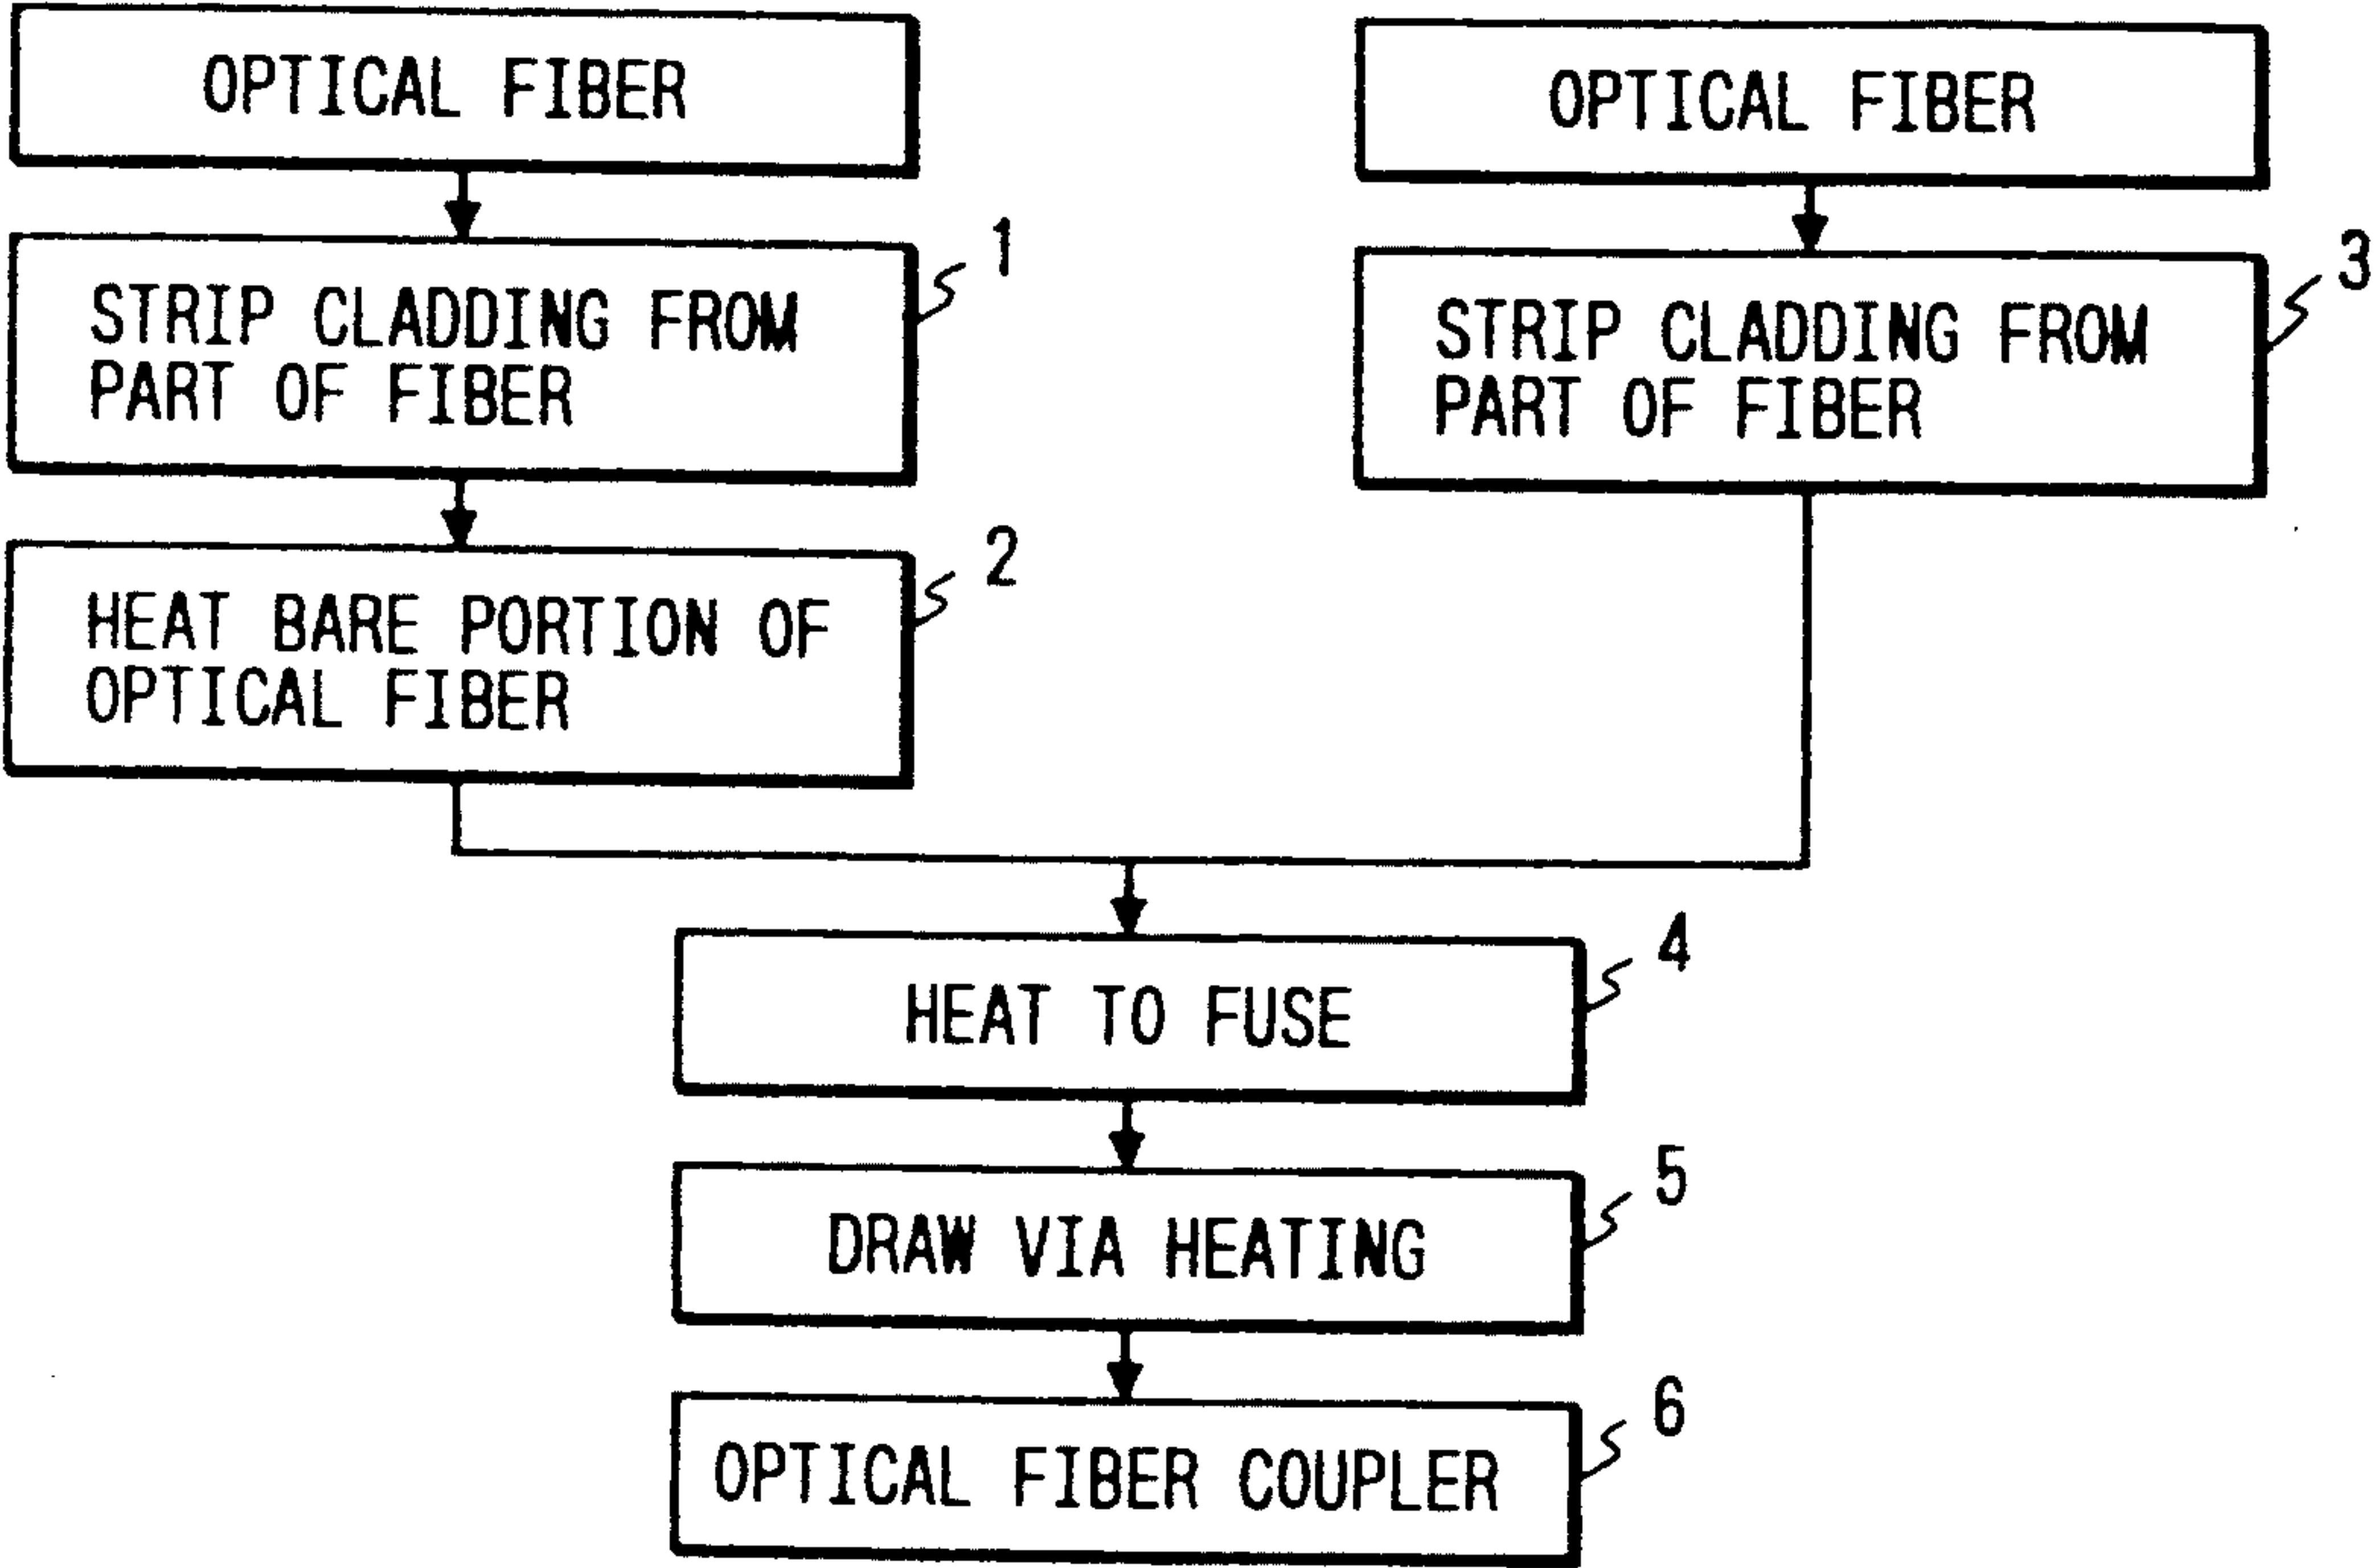 OPTICAL FIBER
OPTICAL FIBER
1
STRIP CLADDING FROM
PART OF FIBER
3
STRIP CLADDING FROM
PART OF FIBER
2
HEAT BARE PORTION OF
OPTICAL FIBER
4
HEAT TO FUSE
5
DRAW VIA HEATING
6
OPTICAL FIBER COUPLER